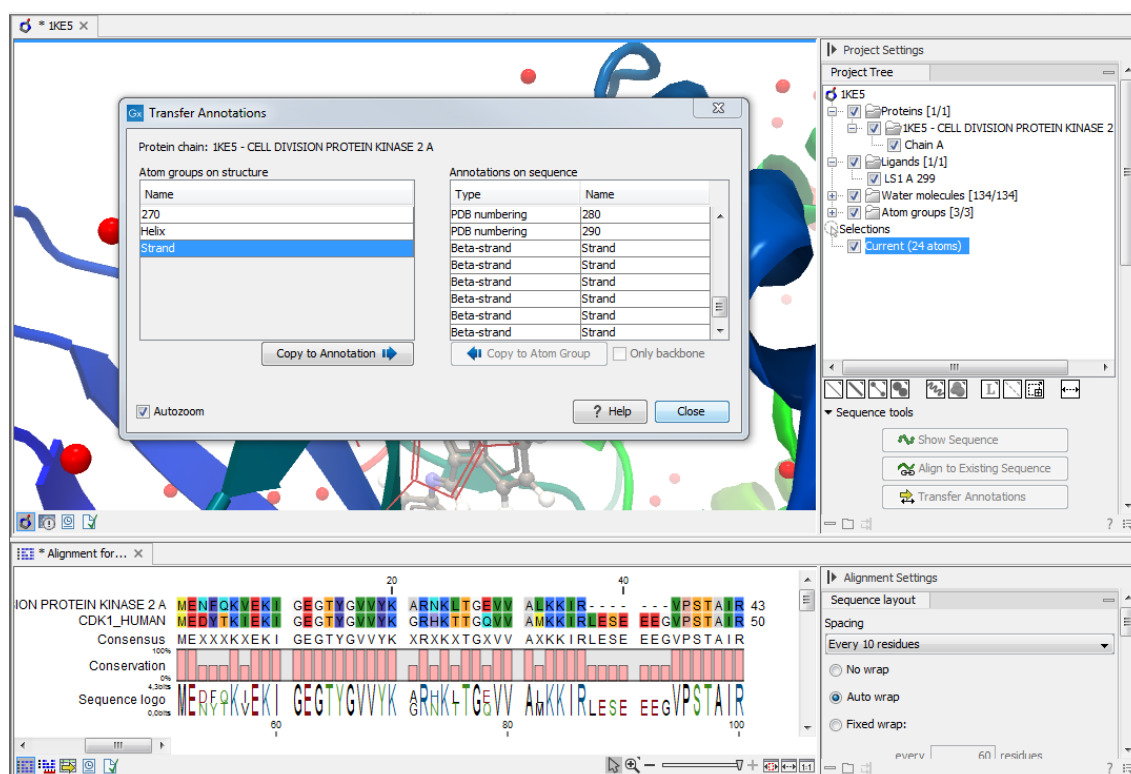 * 1KE5
Project Settings
Project Tree
1KE5
Proteins [1/1]
1KE5 - CELL DIVISION PROTEIN KINASE 2
Chain A
Ligands [1/1]
LS1 A 299
Water molecules [134/134]
Atom groups [3/3]
Selections
Current (24 atoms)
Gx Transfer Annotations
Protein chain: 1KE5 - CELL DIVISION PROTEIN KINASE 2 A
Atom groups on structure
Name
270
Helix
Strand
Copy to Annotation
Annotations on sequence
Type Name
PDB numbering 280
PDB numbering 290
Beta-strand Strand
Beta-strand Strand
Beta-strand Strand
Beta-strand Strand
Beta-strand Strand
Beta-strand Strand
Copy to Atom Group Only backbone
Autozoom
? Help Close
Sequence tools
Show Sequence
Align to Existing Sequence
Transfer Annotations
* Alignment for...
20 40
ION PROTEIN KINASE 2 A MENFQKVEKI GEGTYGVVYK ARNKLTGEVV ALKKIR---- ---VPSTAIR 43
CDK1_HUMAN MEDYTKIEKI GEGTYGVVYK GRHKTTGQVV AMKKIRLESE EEGVPSTAIR 50
Consensus MEXXXKXEKI GEGTYGVVYK XRXKXTGXVV AXKKIRLESE EEGVPSTAIR
100%
Conservation
0%
4,3bits
Sequence logo
0,0bits
60 80 100
Alignment Settings
Sequence layout
Spacing
Every 10 residues
No wrap
Auto wrap
Fixed wrap:
every 60 residues
1:1